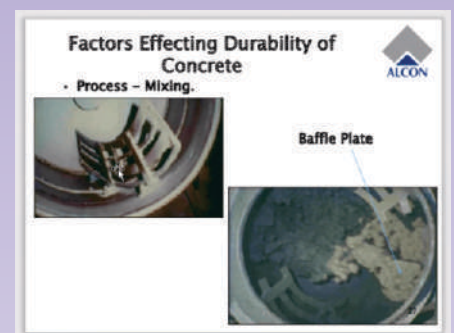 Factors Effecting Durability of
Concrete
ALCON
• Process – Mixing.
Baffle Plate